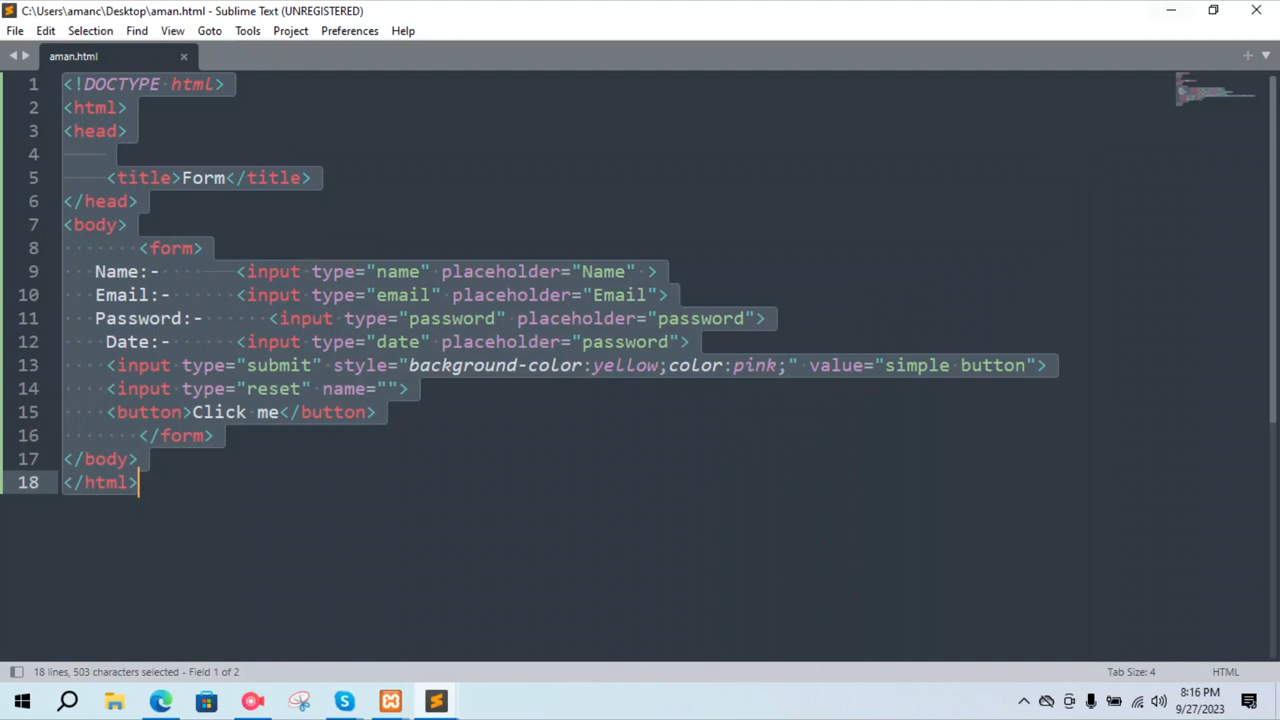 C:\Users\amanc\Desktop\aman.html - Sublime Text (UNREGISTERED)
File Edit Selection Find View Goto Tools Project Preferences Help
aman.html
1 <!DOCTYPE html>
2 <html>
3 <head>
4
5 <title>Form</title>
6 </head>
7 <body>
8 <form>
9 Name:- <input type="name" placeholder="Name" >
10 Email:- <input type="email" placeholder="Email">
11 Password:- <input type="password" placeholder="password">
12 Date:- <input type="date" placeholder="password">
13 <input type="submit" style="background-color:yellow;color:pink;" value="simple button">
14 <input type="reset" name="">
15 <button>Click me</button>
16 </form>
17 </body>
18 </html>
18 lines, 503 characters selected - Field 1 of 2 Tab Size: 4 HTML
8:16 PM
9/27/2023